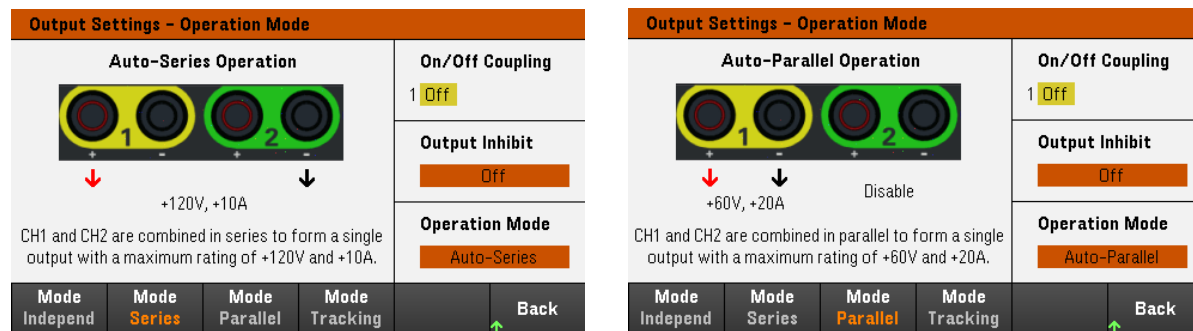 Output Settings - Operation Mode
Auto-Series Operation
1 2
+ - + -
+120V, +10A
CH1 and CH2 are combined in series to form a single
output with a maximum rating of +120V and +10A.
On/Off Coupling
1 Off
Output Inhibit
Off
Operation Mode
Auto-Series
Mode Independ
Mode Series
Mode Parallel
Mode Tracking
Back
Output Settings - Operation Mode
Auto-Parallel Operation
1 2
+ - + -
+60V, +20A
Disable
CH1 and CH2 are combined in parallel to form a single
output with a maximum rating of +60V and +20A.
On/Off Coupling
1 Off
Output Inhibit
Off
Operation Mode
Auto-Parallel
Mode Independ
Mode Series
Mode Parallel
Mode Tracking
Back